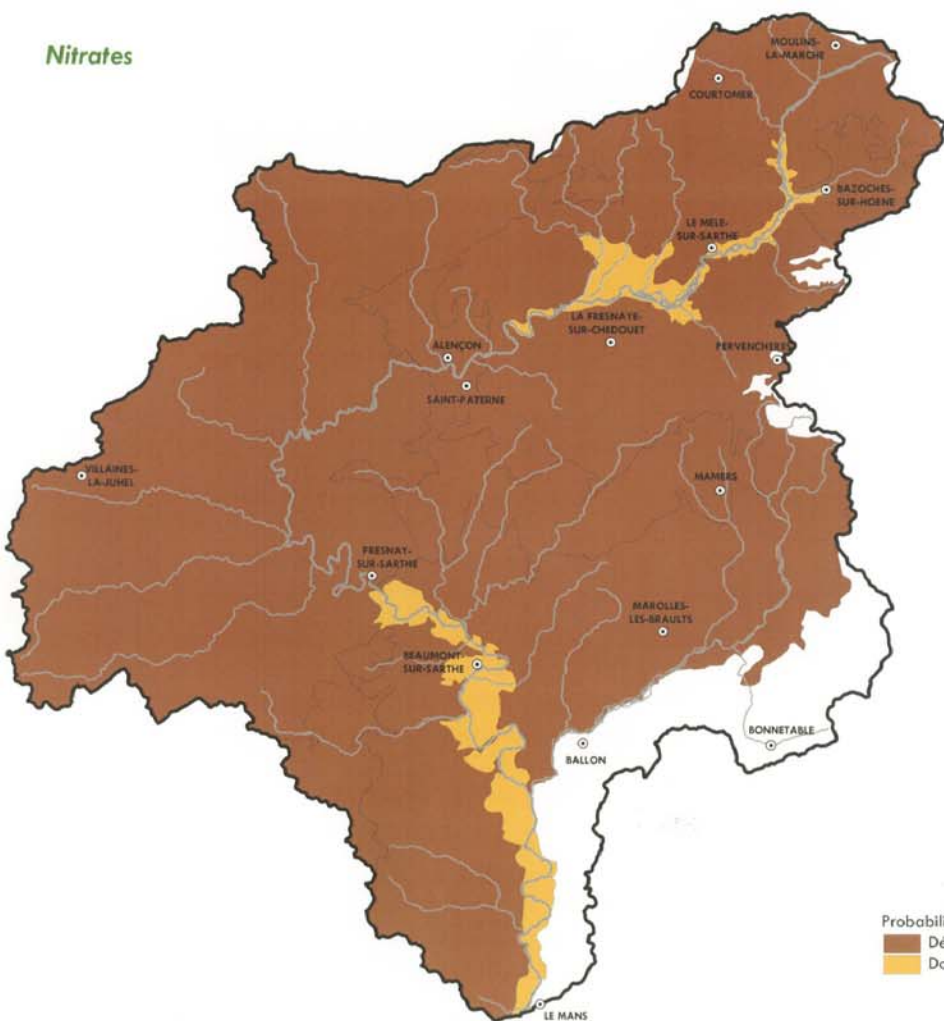 Nitrates
MOULINS-
LA-MARCHE
COURTOMER
BAZOCHES-
SUR-HOENE
LE MELE-
SUR-SARTHE
LA FRESNAYE-
SUR-CHEDOUET
ALENÇON
PERVENCHERES
SAINT-PATERNE
VILLAINES-
LA-JUHEL
MAMERS
FRESNAY-
SUR-SARTHE
MAROLLES-
LES-BRAULTS
BEAUMONT-
SUR-SARTHE
BONNETABLE
BALLON
LE MANS